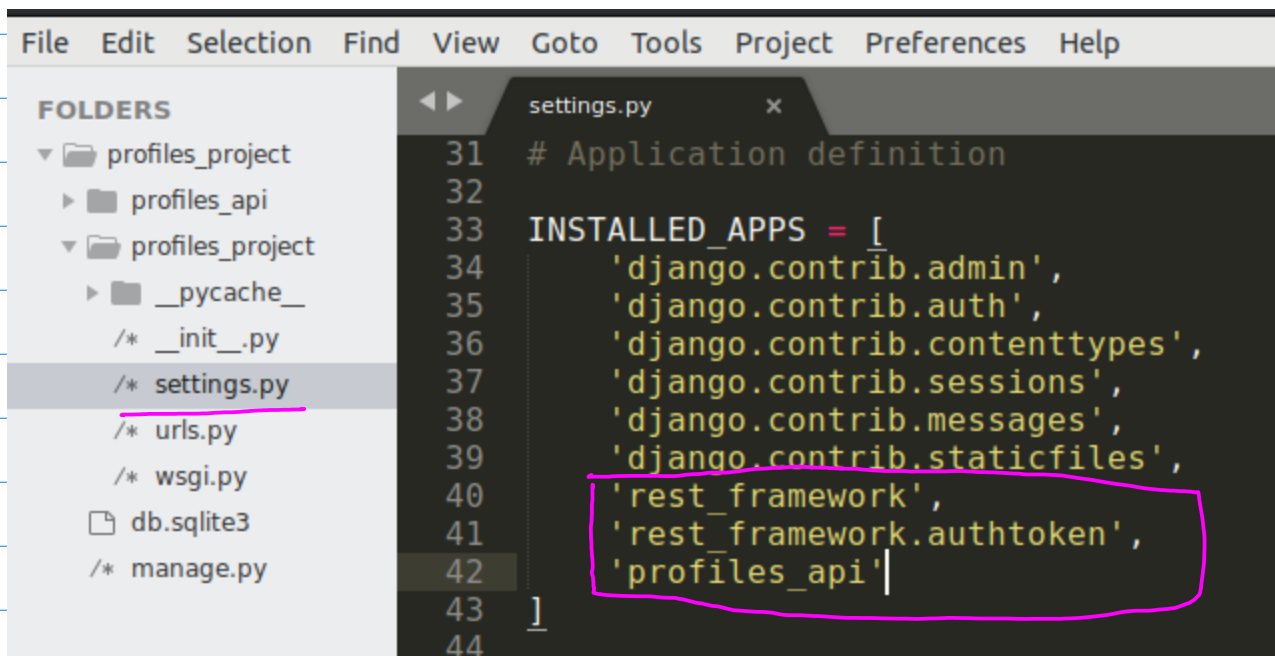 File Edit Selection Find View Goto Tools Project Preferences Help
FOLDERS
profiles_project
profiles_api
profiles_project
__pycache__
/* __init__.py
/* settings.py
/* urls.py
/* wsgi.py
db.sqlite3
/* manage.py
settings.py ×
31 # Application definition
32
33 INSTALLED_APPS = [
34 'django.contrib.admin',
35 'django.contrib.auth',
36 'django.contrib.contenttypes',
37 'django.contrib.sessions',
38 'django.contrib.messages',
39 'django.contrib.staticfiles',
40 'rest_framework',
41 'rest_framework.authtoken',
42 'profiles_api'
43 ]
44